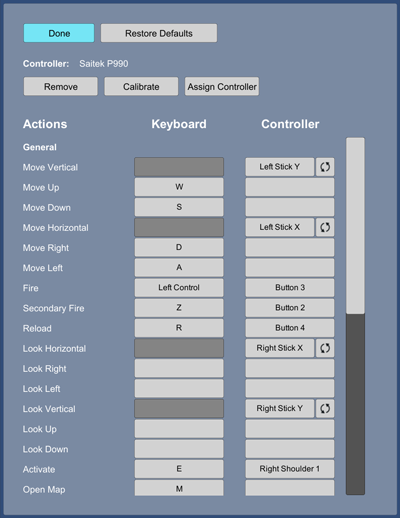 Done Restore Defaults
Controller: Saitek P990
Remove Calibrate Assign Controller
Actions Keyboard Controller
General
Move Vertical Left Stick Y
Move Up W
Move Down S
Move Horizontal Left Stick X
Move Right D
Move Left A
Fire Left Control Button 3
Secondary Fire Z Button 2
Reload R Button 4
Look Horizontal Right Stick X
Look Right
Look Left
Look Vertical Right Stick Y
Look Up
Look Down
Activate E Right Shoulder 1
Open Map M